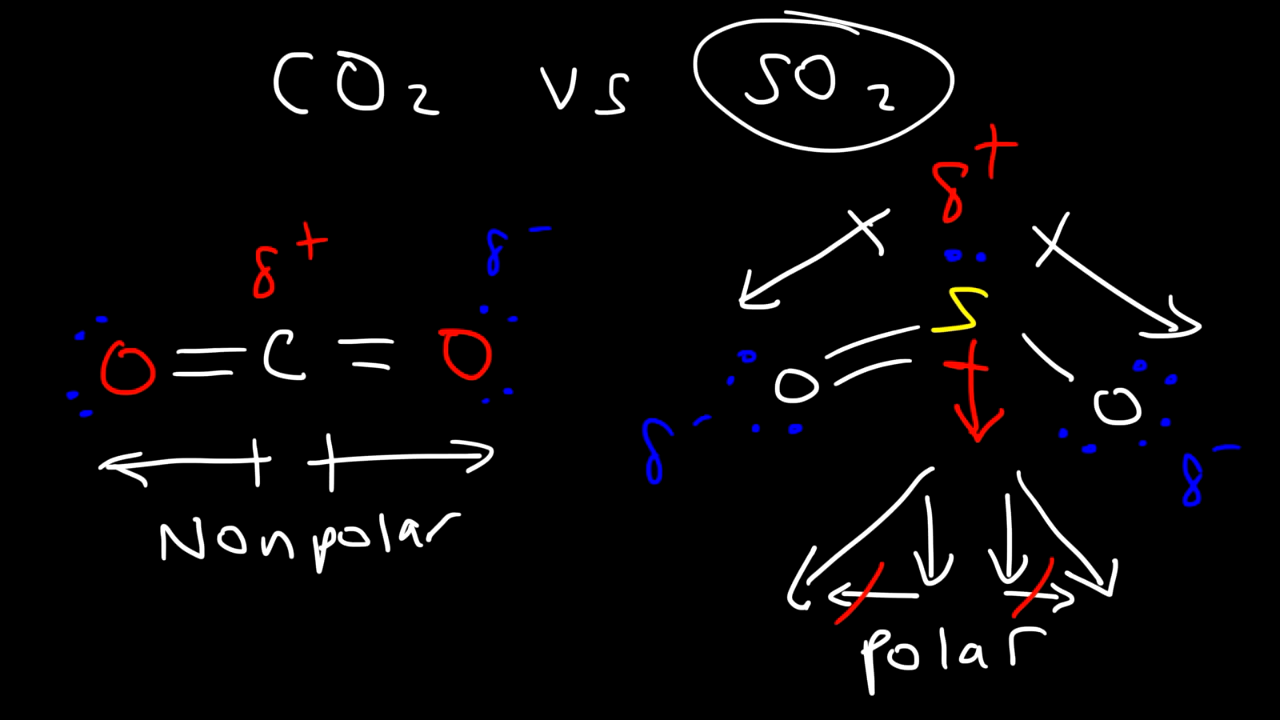 CO₂ vs SO₂
δ+
δ+ δ-
S
O=C=O
O O
δ- δ-
Nonpolar
polar